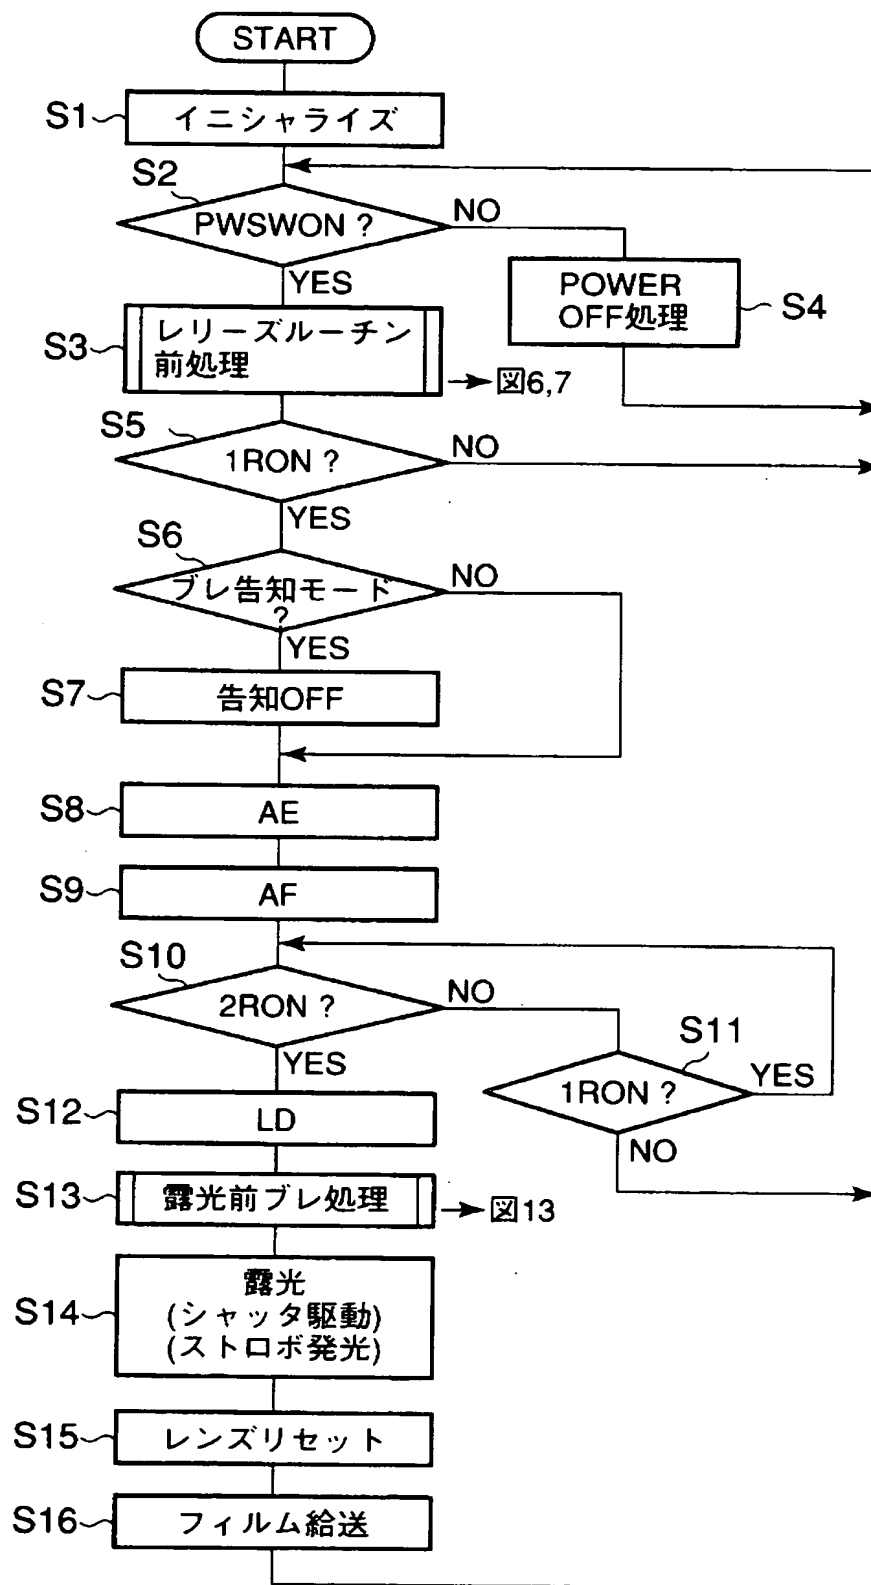 START
S1
イニシャライズ
S2
PWSWON ?
NO
YES
POWER
OFF処理
S4
S3
レリーズルーチン
前処理
→図6,7
S5
1RON ?
NO
YES
S6
ブレ告知モード
?
NO
YES
S7
告知OFF
S8
AE
S9
AF
S10
2RON ?
NO
YES
S11
1RON ?
YES
NO
S12
LD
S13
露光前ブレ処理
→図13
S14
露光
(シャッタ駆動)
(ストロボ発光)
S15
レンズリセット
S16
フィルム給送